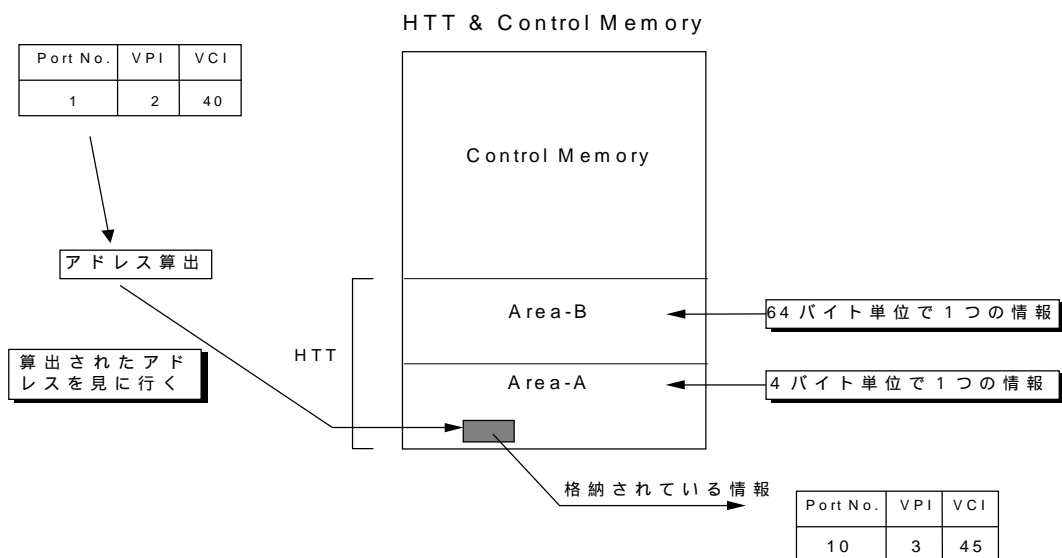 HTT & Control Memory
Port No. VPI VCI
1 2 40
Control Memory
アドレス算出
Area-B
64バイト単位で1つの情報
HTT
算出されたアド
レスを見に行く
Area-A
4バイト単位で1つの情報
格納されている情報
Port No. VPI VCI
10 3 45